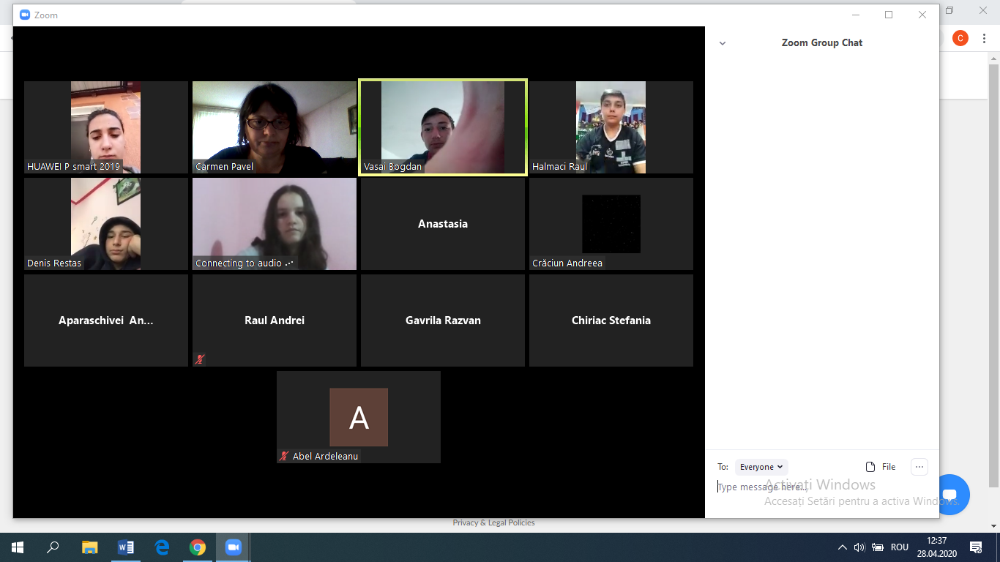 Zoom
C
Zoom Group Chat
HUAWEI P smart 2019
Carmen Pavel
Vasai Bogdan
Halmaci Raul
Denis Restas
Connecting to audio ...
Anastasia
Crăciun Andreea
Aparaschivei An...
Raul Andrei
Gavrila Razvan
Chiriac Stefania
A
Abel Ardeleanu
To: Everyone
File
Type message here...
Activați Windows
Accesați Setări pentru a activa Windows.
Privacy & Legal Policies
ROU
12:37
28.04.2020